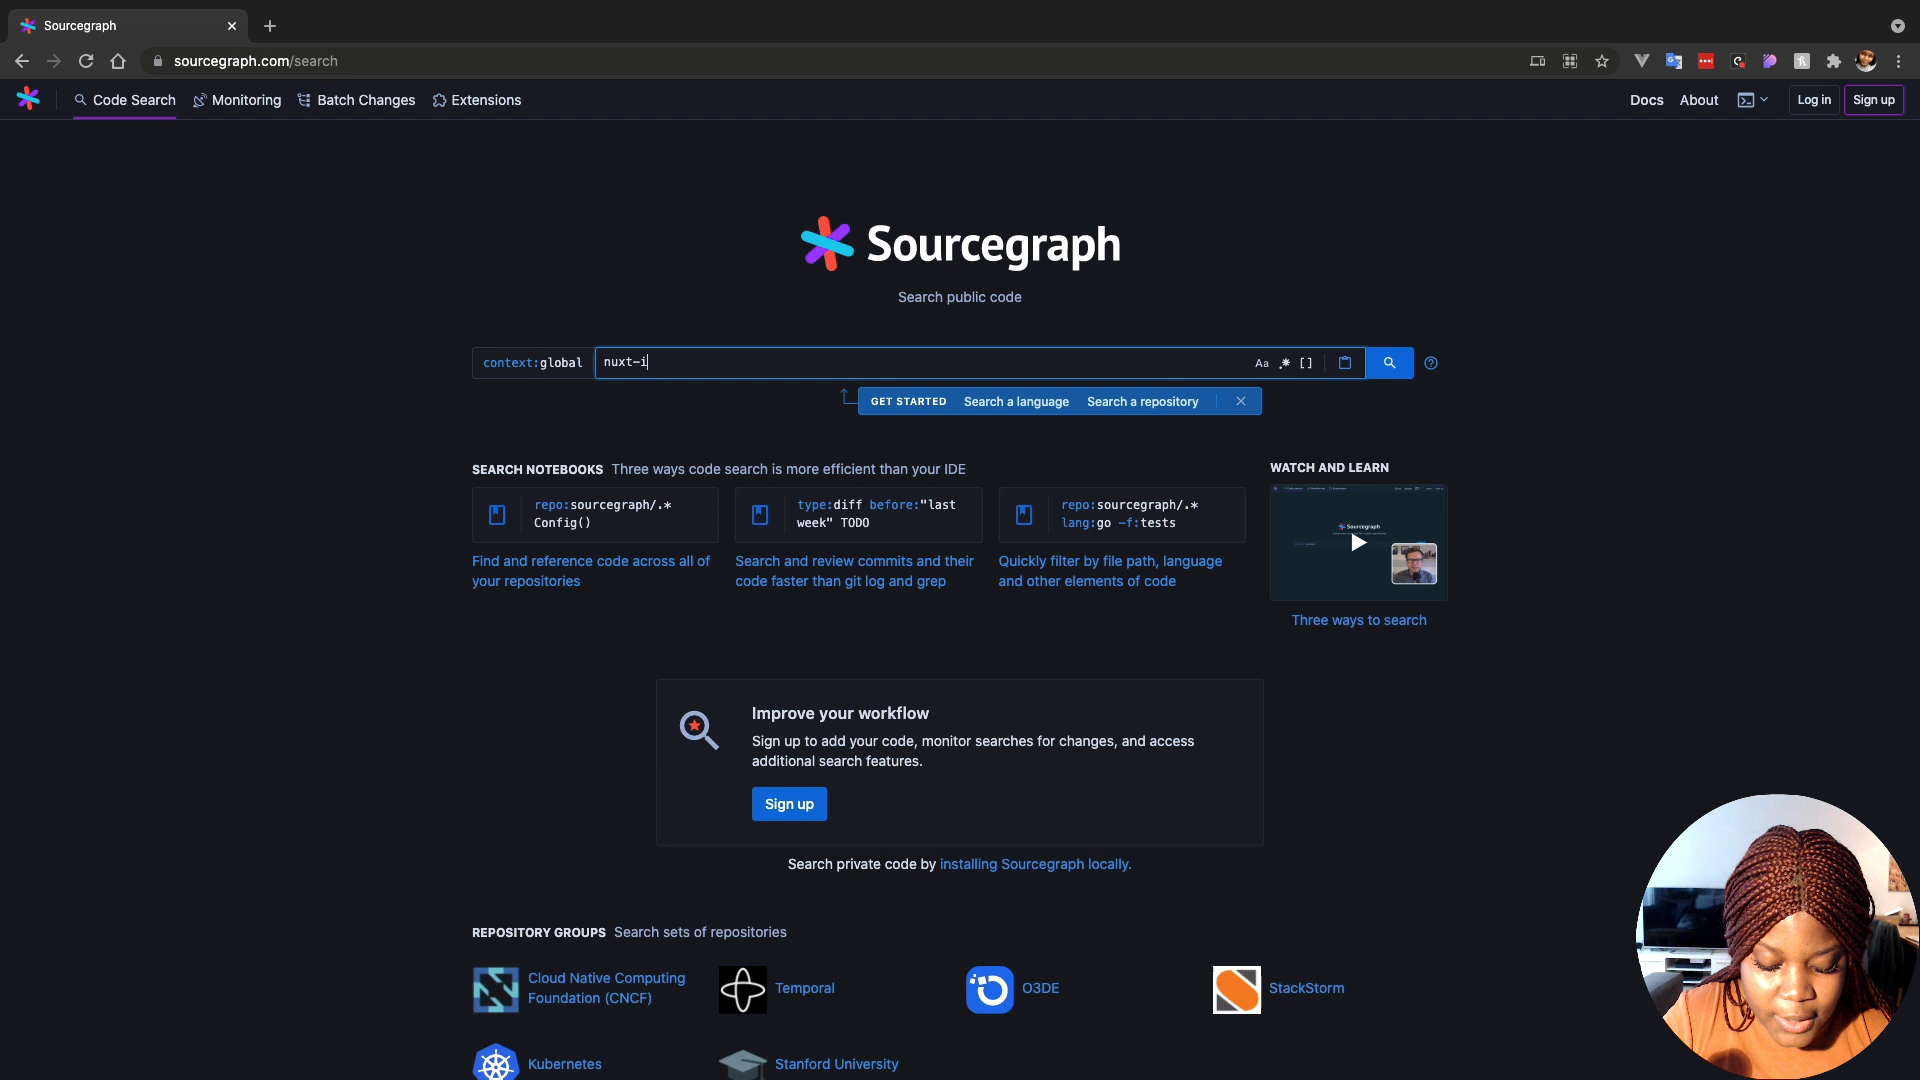 Sourcegraph
sourcegraph.com/search
Code Search
Monitoring
Batch Changes
Extensions
Docs
About
Log in
Sign up
Sourcegraph
Search public code
context:global
nuxt-i
Aa
GET STARTED
Search a language
Search a repository
SEARCH NOTEBOOKS Three ways code search is more efficient than your IDE
repo:sourcegraph/.*
Config()
Find and reference code across all of
your repositories
type:diff before:"last
week" TODO
Search and review commits and their
code faster than git log and grep
repo:sourcegraph/.*
lang:go -f:tests
Quickly filter by file path, language
and other elements of code
WATCH AND LEARN
Sourcegraph
Three ways to search
Improve your workflow
Sign up to add your code, monitor searches for changes, and access
additional search features.
Sign up
Search private code by installing Sourcegraph locally.
REPOSITORY GROUPS Search sets of repositories
Cloud Native Computing
Foundation (CNCF)
Temporal
O3DE
StackStorm
Kubernetes
Stanford University